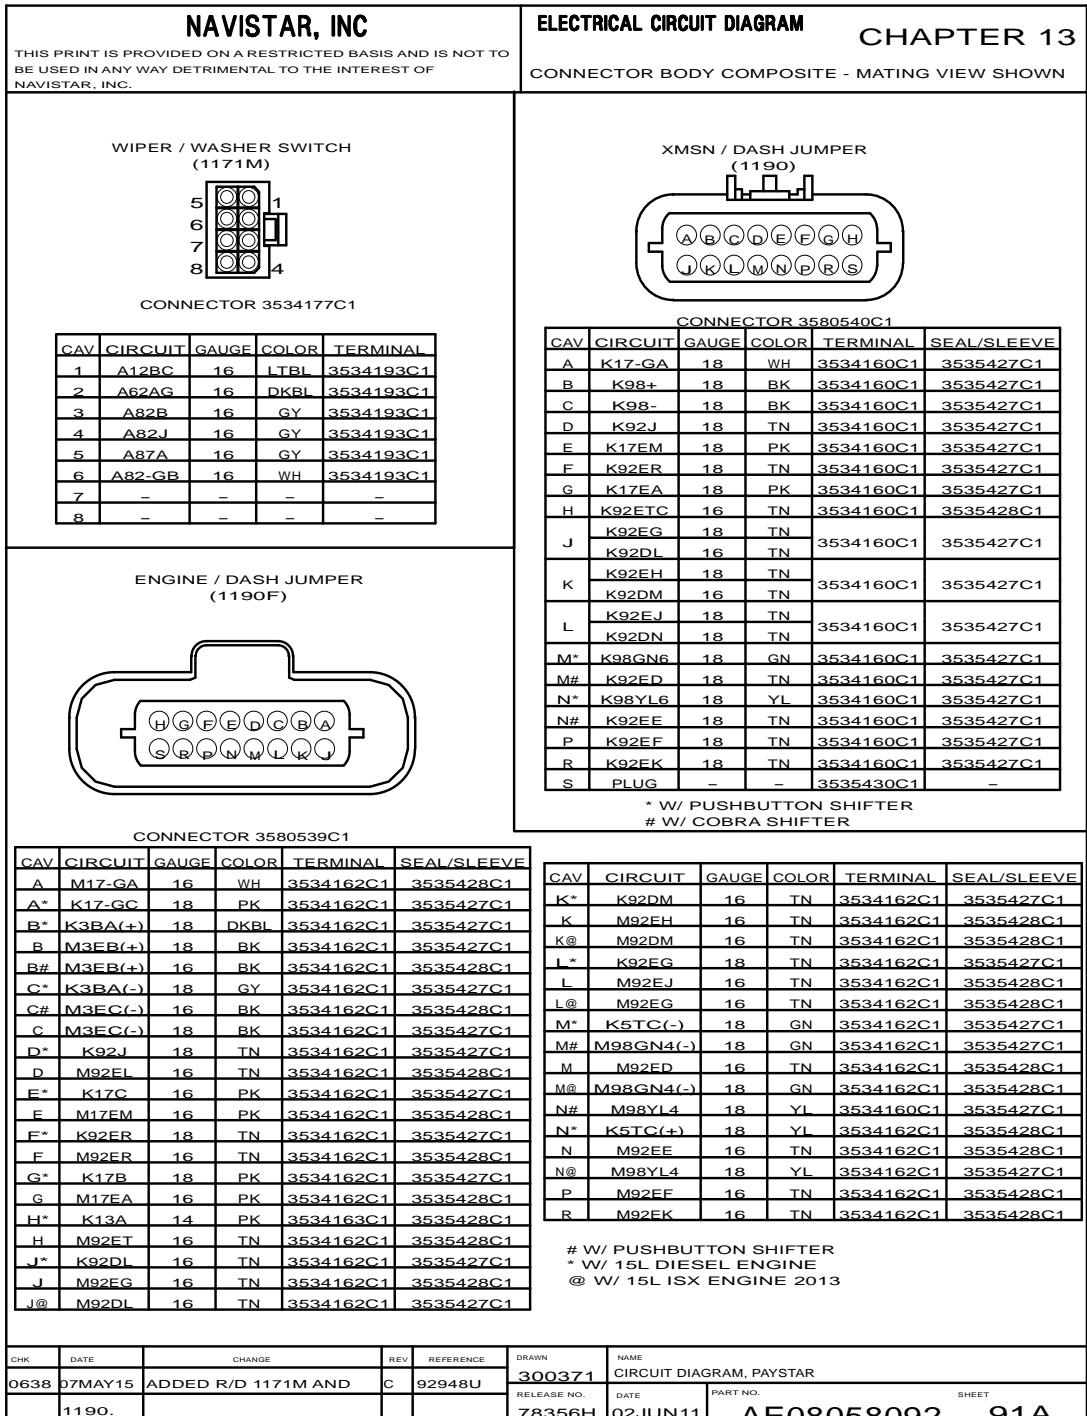 NAVISTAR, INC
THIS PRINT IS PROVIDED ON A RESTRICTED BASIS AND IS NOT TO
BE USED IN ANY WAY DETRIMENTAL TO THE INTEREST OF
NAVISTAR, INC.
ELECTRICAL CIRCUIT DIAGRAM
CHAPTER 13
CONNECTOR BODY COMPOSITE - MATING VIEW SHOWN
WIPER / WASHER SWITCH
(1171M)
5 1
6
7
8 4
CONNECTOR 3534177C1
CAV CIRCUIT GAUGE COLOR TERMINAL
1 A12BC 16 LTBL 3534193C1
2 A62AG 16 DKBL 3534193C1
3 A82B 16 GY 3534193C1
4 A82J 16 GY 3534193C1
5 A87A 16 GY 3534193C1
6 A82-GB 16 WH 3534193C1
7 – – – –
8 – – – –
XMSN / DASH JUMPER
(1190)
A B C D E F G H
J K L M N P R S
CONNECTOR 3580540C1
CAV CIRCUIT GAUGE COLOR TERMINAL SEAL/SLEEVE
A K17-GA 18 WH 3534160C1 3535427C1
B K98+ 18 BK 3534160C1 3535427C1
C K98- 18 BK 3534160C1 3535427C1
D K92J 18 TN 3534160C1 3535427C1
E K17EM 18 PK 3534160C1 3535427C1
F K92ER 18 TN 3534160C1 3535427C1
G K17EA 18 PK 3534160C1 3535427C1
H K92ETC 16 TN 3534160C1 3535428C1
J K92EG 18 TN 3534160C1 3535427C1
K92DL 16 TN
K K92EH 18 TN 3534160C1 3535427C1
K92DM 16 TN
L K92EJ 18 TN 3534160C1 3535427C1
K92DN 18 TN
M* K98GN6 18 GN 3534160C1 3535427C1
M# K92ED 18 TN 3534160C1 3535427C1
N* K98YL6 18 YL 3534160C1 3535427C1
N# K92EE 18 TN 3534160C1 3535427C1
P K92EF 18 TN 3534160C1 3535427C1
R K92EK 18 TN 3534160C1 3535427C1
S PLUG – – 3535430C1 –
* W/ PUSHBUTTON SHIFTER
# W/ COBRA SHIFTER
ENGINE / DASH JUMPER
(1190F)
H G F E D C B A
S R P N M L K J
CONNECTOR 3580539C1
CAV CIRCUIT GAUGE COLOR TERMINAL SEAL/SLEEVE
A M17-GA 16 WH 3534162C1 3535428C1
A* K17-GC 18 PK 3534162C1 3535427C1
B* K3BA(+) 18 DKBL 3534162C1 3535427C1
B M3EB(+) 18 BK 3534162C1 3535427C1
B# M3EB(+) 16 BK 3534162C1 3535428C1
C* K3BA(-) 18 GY 3534162C1 3535427C1
C# M3EC(-) 16 BK 3534162C1 3535428C1
C M3EC(-) 18 BK 3534162C1 3535427C1
D* K92J 18 TN 3534162C1 3535427C1
D M92EL 16 TN 3534162C1 3535428C1
E* K17C 16 PK 3534162C1 3535427C1
E M17EM 16 PK 3534162C1 3535428C1
F* K92ER 18 TN 3534162C1 3535427C1
F M92ER 16 TN 3534162C1 3535428C1
G* K17B 18 PK 3534162C1 3535427C1
G M17EA 16 PK 3534162C1 3535428C1
H* K13A 14 PK 3534163C1 3535428C1
H M92ET 16 TN 3534162C1 3535428C1
J* K92DL 16 TN 3534162C1 3535427C1
J M92EG 16 TN 3534162C1 3535428C1
J@ M92DL 16 TN 3534162C1 3535427C1
CAV CIRCUIT GAUGE COLOR TERMINAL SEAL/SLEEVE
K* K92DM 16 TN 3534162C1 3535427C1
K M92EH 16 TN 3534162C1 3535428C1
K@ M92DM 16 TN 3534162C1 3535428C1
L* K92EG 18 TN 3534162C1 3535427C1
L M92EJ 16 TN 3534162C1 3535428C1
L@ M92EG 16 TN 3534162C1 3535428C1
M* K5TC(-) 18 GN 3534162C1 3535427C1
M# M98GN4(-) 18 GN 3534162C1 3535427C1
M M92ED 16 TN 3534162C1 3535428C1
M@ M98GN4(-) 18 GN 3534162C1 3535428C1
N# M98YL4 18 YL 3534160C1 3535427C1
N* K5TC(+) 18 YL 3534162C1 3535427C1
N M92EE 16 TN 3534162C1 3535428C1
N@ M98YL4 18 YL 3534162C1 3535427C1
P M92EF 16 TN 3534162C1 3535428C1
R M92EK 16 TN 3534162C1 3535428C1
# W/ PUSHBUTTON SHIFTER
* W/ 15L DIESEL ENGINE
@ W/ 15L ISX ENGINE 2013
CHK DATE CHANGE REV REFERENCE
0638 07MAY15 ADDED R/D 1171M AND C 92948U
1190.
DRAWN NAME
300371 CIRCUIT DIAGRAM, PAYSTAR
RELEASE NO. DATE PART NO. SHEET
78356H 02JUN11 AE08058092 91A